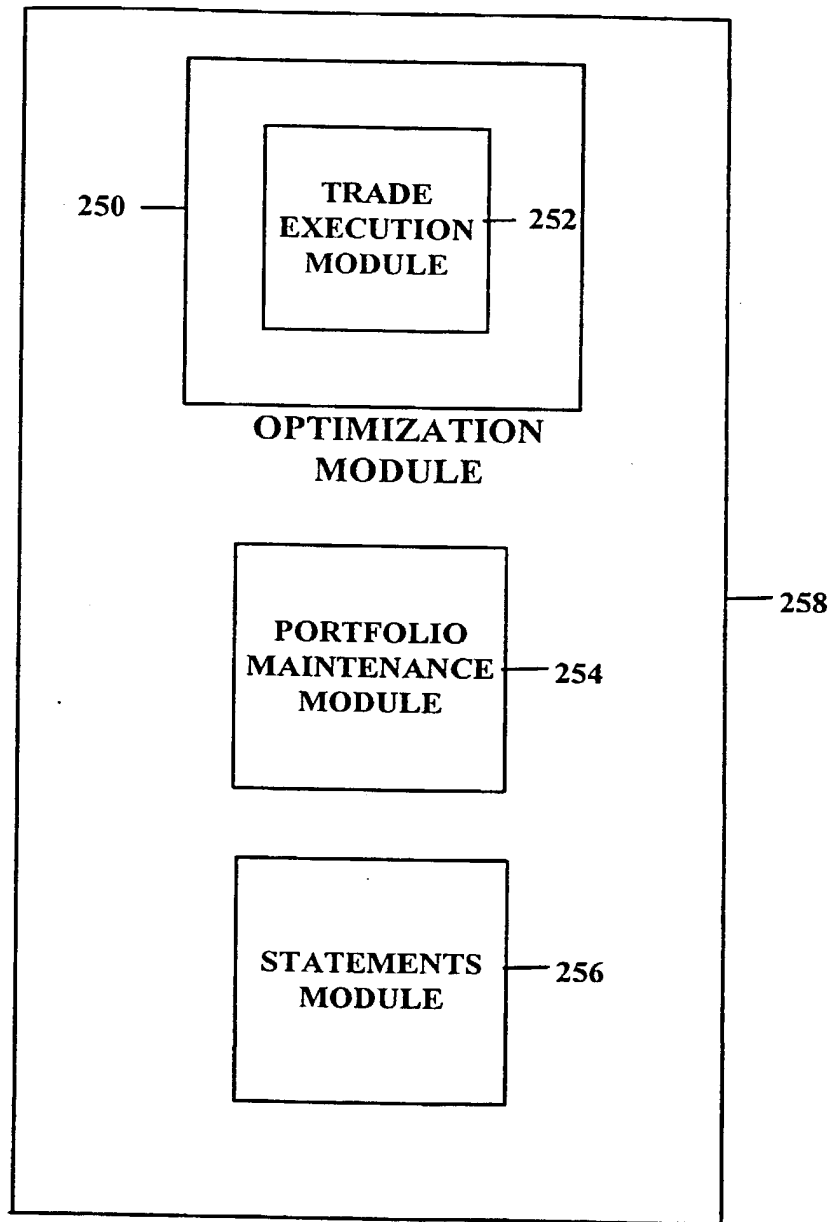 250
TRADE
EXECUTION
MODULE
252
OPTIMIZATION
MODULE
258
PORTFOLIO
MAINTENANCE
MODULE
254
STATEMENTS
MODULE
256